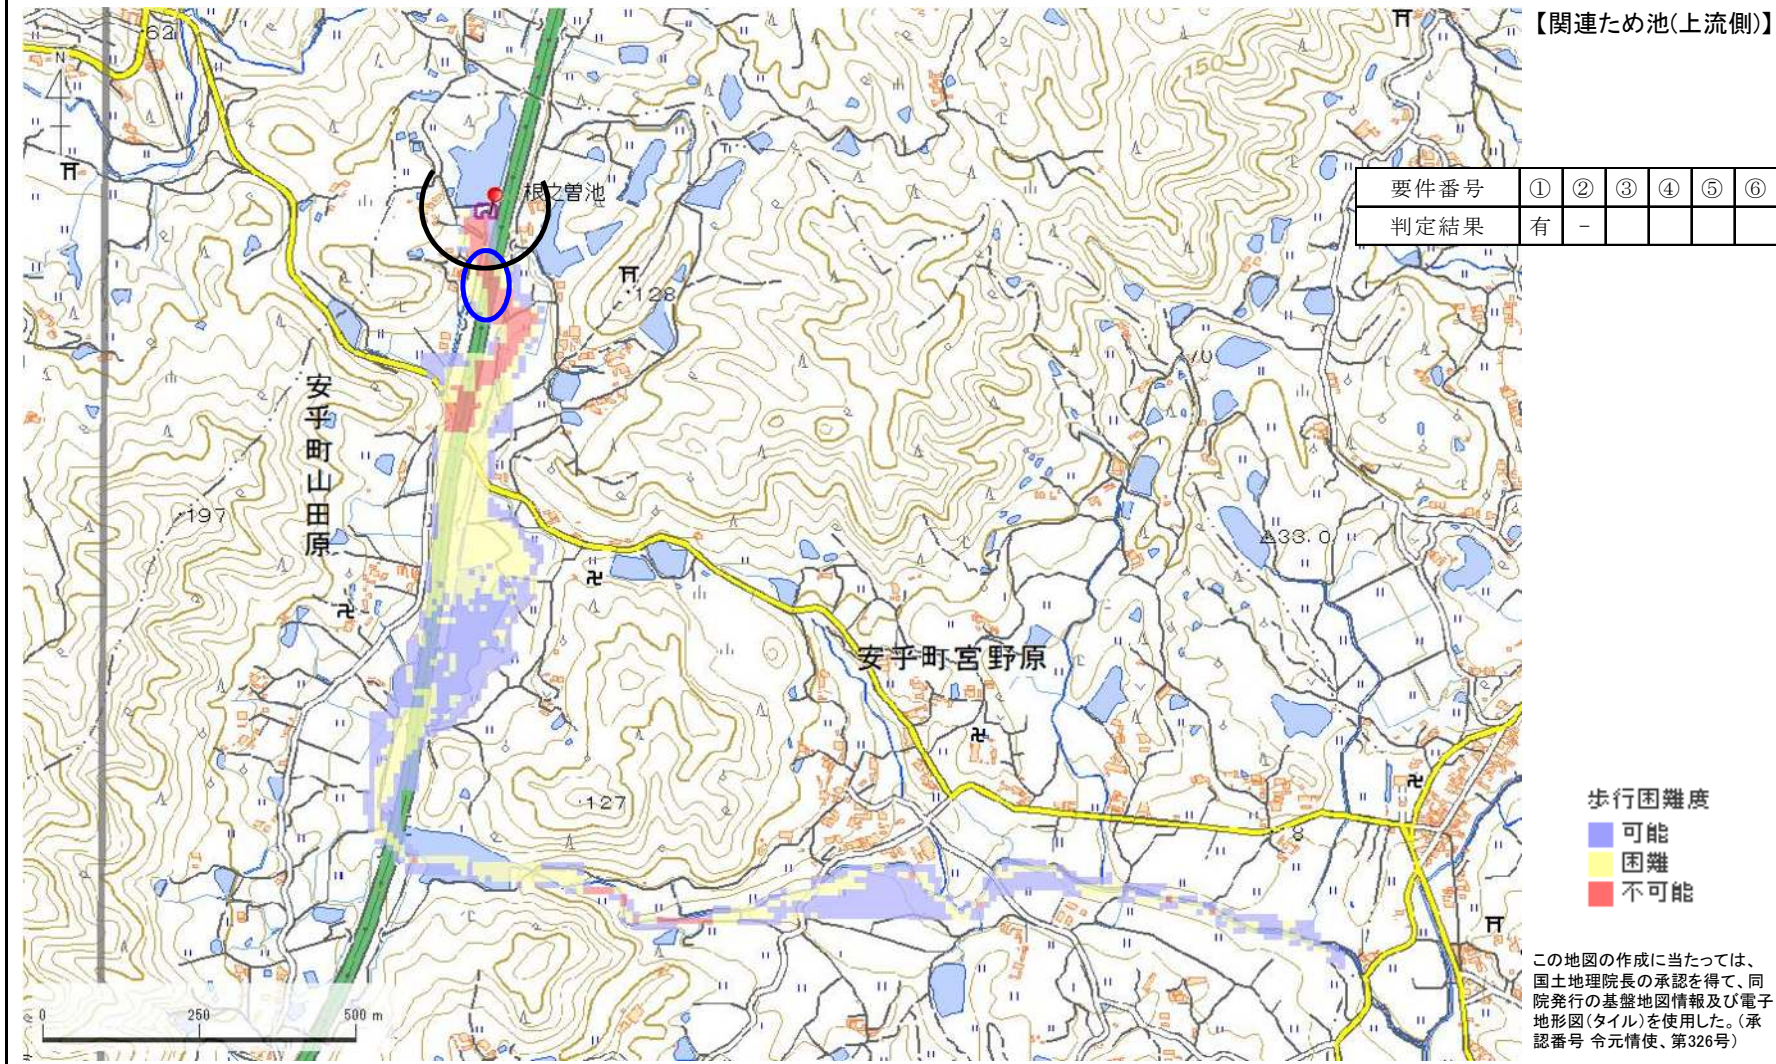 【関連ため池(上流側)】
要件番号 ① ② ③ ④ ⑤ ⑥
判定結果 有 -
62
N
150
根之曽池
128
70
安乎町山田原
197
33.0
安乎町宮野原
127
8
歩行困難度
可能
困難
不可能
0 250 500 m
この地図の作成に当たっては、
国土地理院長の承認を得て、同
院発行の基盤地図情報及び電子
地形図(タイル)を使用した。(承
認番号 令元情使、第326号)